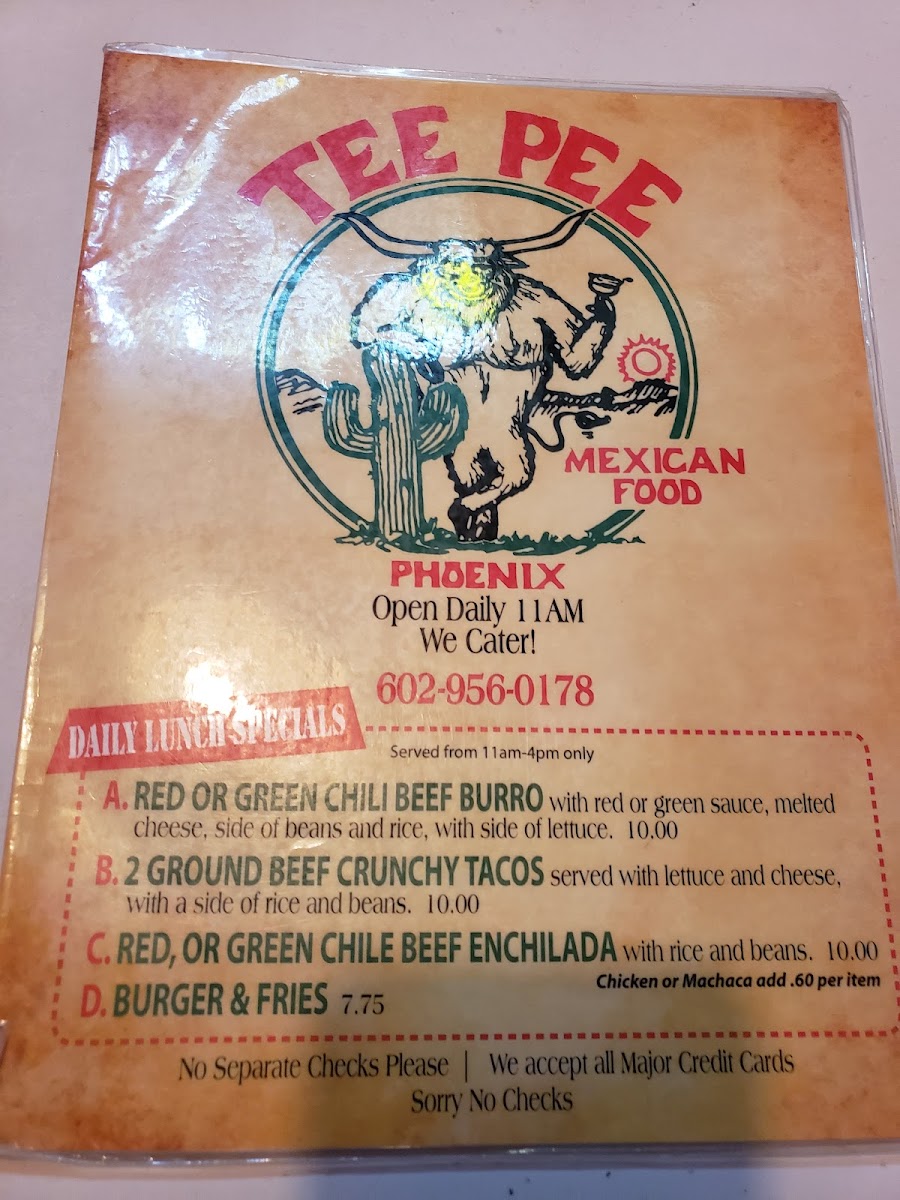 TEE PEE
MEXICAN
FOOD
PHOENIX
Open Daily 11AM
We Cater!
602-956-0178
DAILY LUNCH SPECIALS
Served from 11am-4pm only
A. RED OR GREEN CHILI BEEF BURRO with red or green sauce, melted
cheese, side of beans and rice, with side of lettuce. 10.00
B. 2 GROUND BEEF CRUNCHY TACOS served with lettuce and cheese,
with a side of rice and beans. 10.00
C. RED, OR GREEN CHILE BEEF ENCHILADA with rice and beans. 10.00
Chicken or Machaca add .60 per item
D. BURGER & FRIES 7.75
No Separate Checks Please | We accept all Major Credit Cards
Sorry No Checks